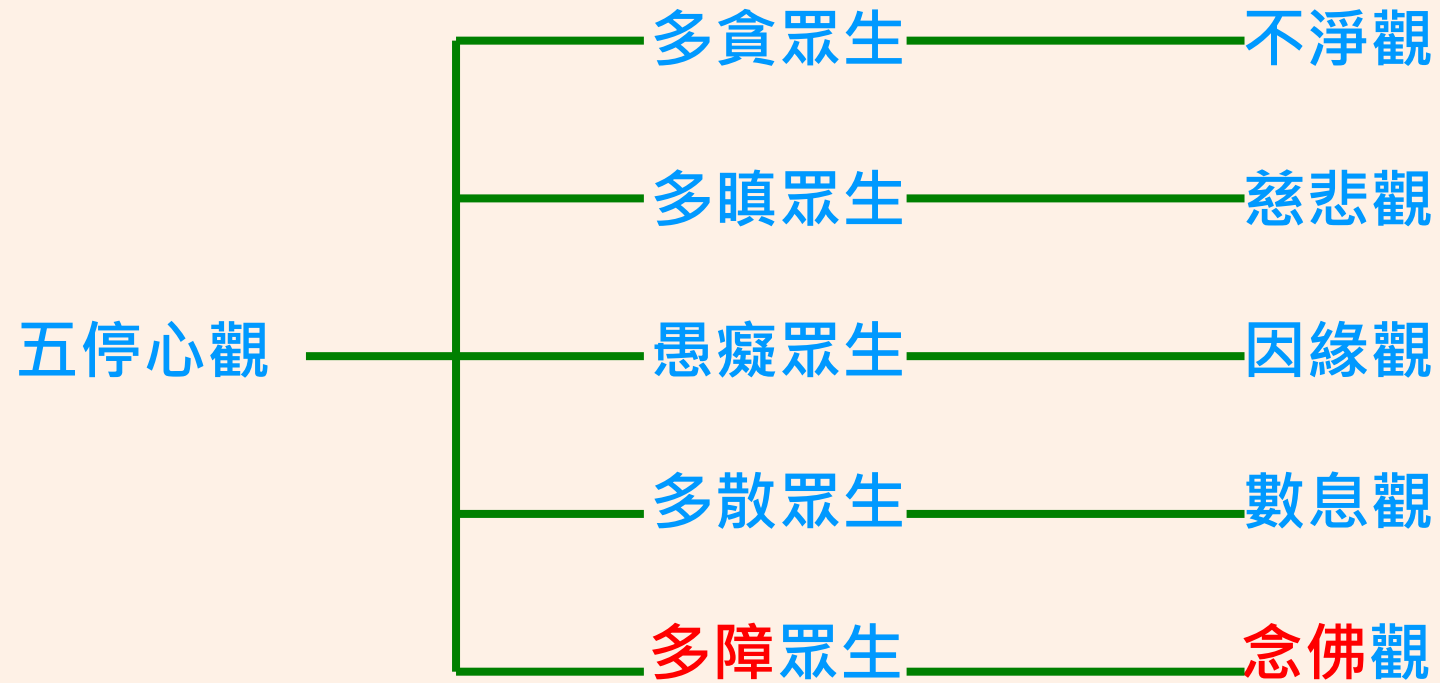 多貪眾生 不淨觀
多瞋眾生 慈悲觀
五停心觀 愚癡眾生 因緣觀
多散眾生 數息觀
多障眾生 念佛觀